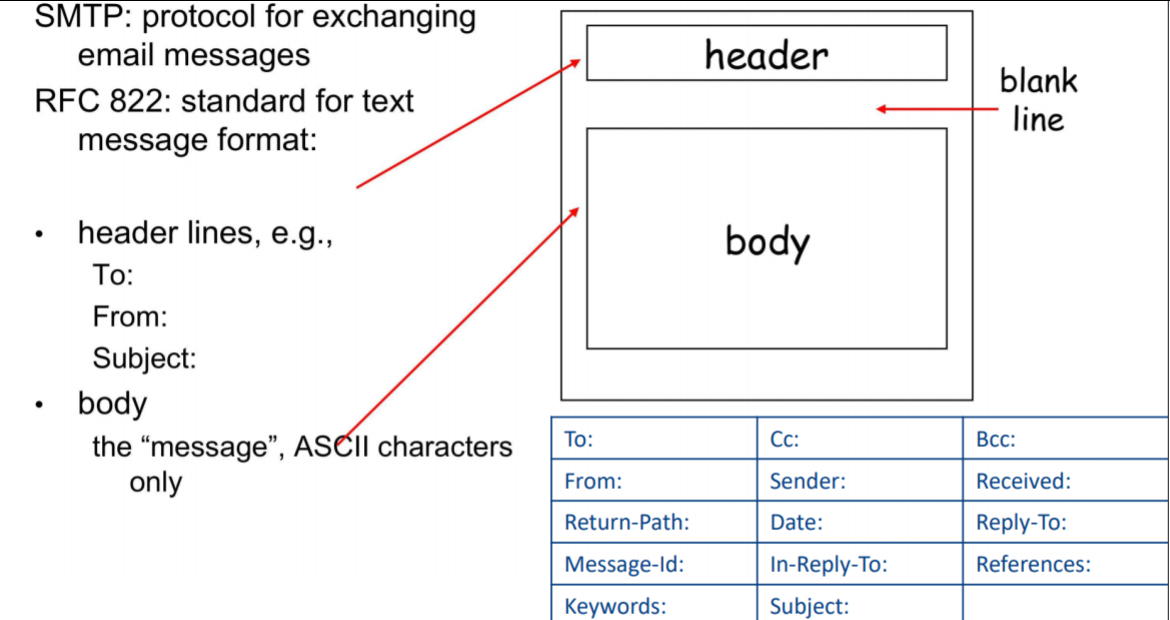 SMTP: protocol for exchanging
email messages
RFC 822: standard for text
message format:
• header lines, e.g.,
To:
From:
Subject:
• body
the “message”, ASCII characters
only
header
blank
line
body
To: Cc: Bcc:
From: Sender: Received:
Return-Path: Date: Reply-To:
Message-Id: In-Reply-To: References:
Keywords: Subject: